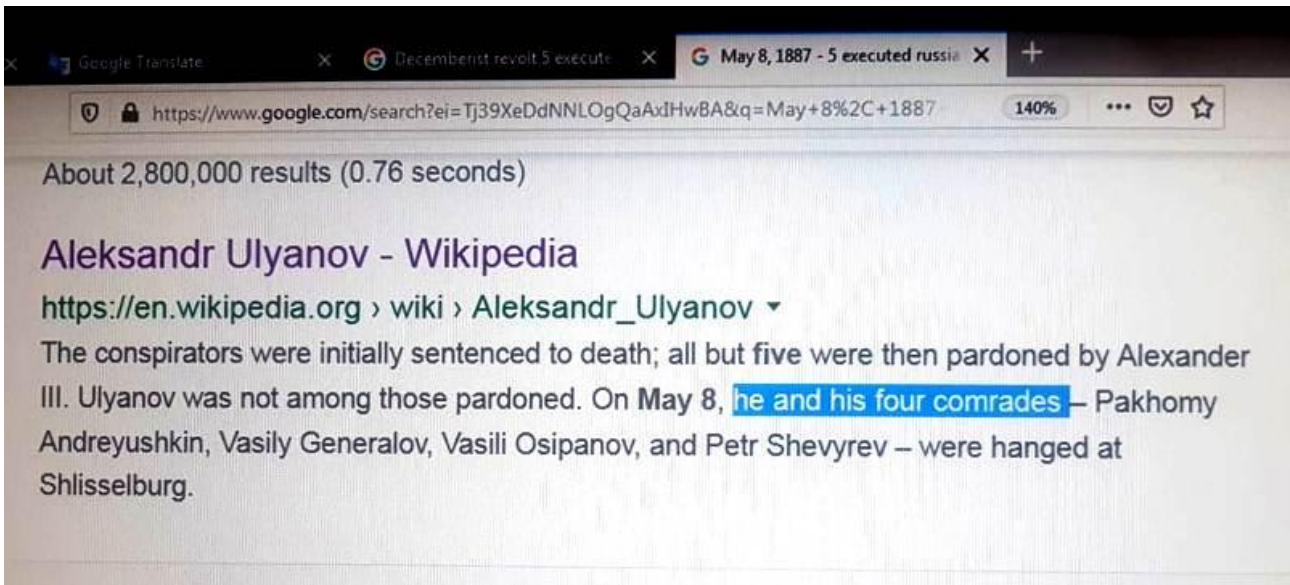 Google Translate
Decemberist revolt 5 execute
May 8, 1887 - 5 executed russia
https://www.google.com/search?ei=Tj39XeDdNNLOgQaAxIHwBA&q=May+8%2C+1887
140%
About 2,800,000 results (0.76 seconds)
Aleksandr Ulyanov - Wikipedia
https://en.wikipedia.org › wiki › Aleksandr_Ulyanov
The conspirators were initially sentenced to death; all but five were then pardoned by Alexander
III. Ulyanov was not among those pardoned. On May 8, he and his four comrades – Pakhomy
Andreyushkin, Vasily Generalov, Vasili Osipanov, and Petr Shevyrev – were hanged at
Shlisselburg.